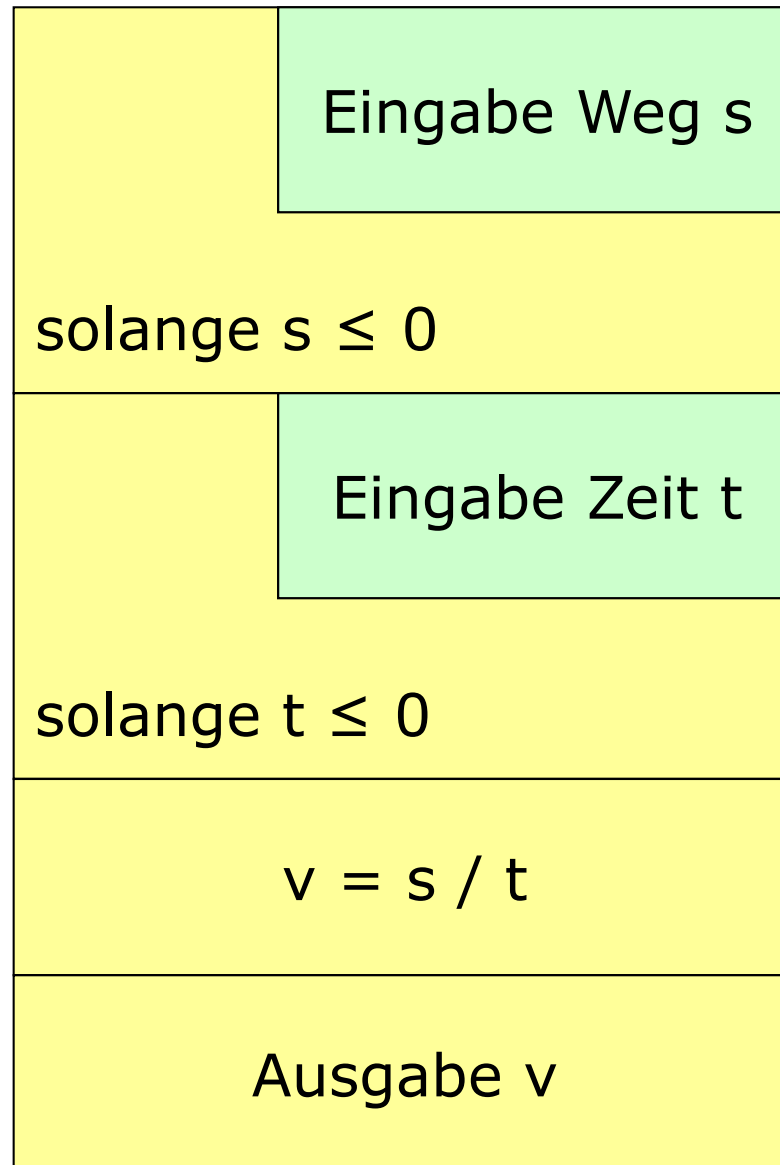 Eingabe Weg s
solange s ≤ 0
Eingabe Zeit t
solange t ≤ 0
v = s / t
Ausgabe v